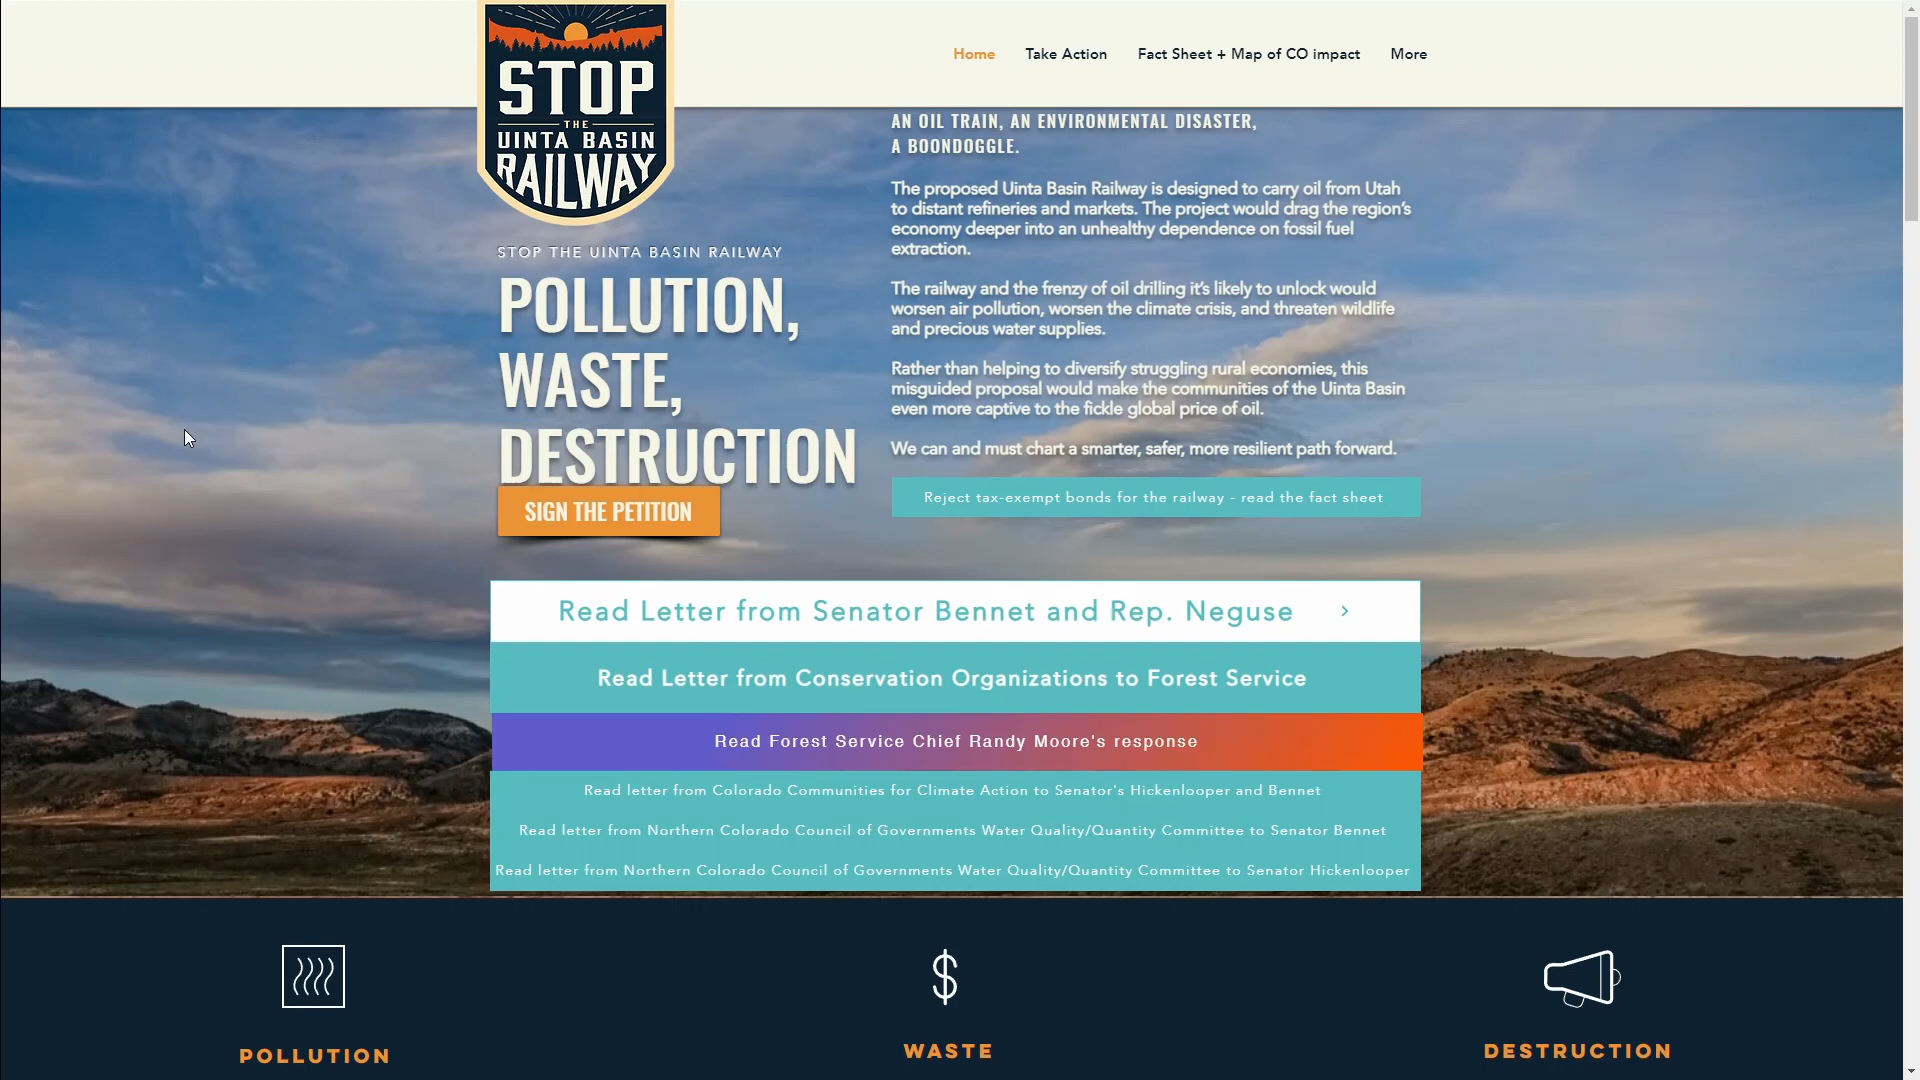 STOP
THE
UINTA BASIN
RAILWAY
Home
Take Action
Fact Sheet + Map of CO impact
More
STOP THE UINTA BASIN RAILWAY
POLLUTION,
WASTE,
DESTRUCTION
SIGN THE PETITION
AN OIL TRAIN, AN ENVIRONMENTAL DISASTER,
A BOONDOGGLE.
The proposed Uinta Basin Railway is designed to carry oil from Utah
to distant refineries and markets. The project would drag the region’s
economy deeper into an unhealthy dependence on fossil fuel
extraction.
The railway and the frenzy of oil drilling it’s likely to unlock would
worsen air pollution, worsen the climate crisis, and threaten wildlife
and precious water supplies.
Rather than helping to diversify struggling rural economies, this
misguided proposal would make the communities of the Uinta Basin
even more captive to the fickle global price of oil.
We can and must chart a smarter, safer, more resilient path forward.
Reject tax-exempt bonds for the railway - read the fact sheet
Read Letter from Senator Bennet and Rep. Neguse
Read Letter from Conservation Organizations to Forest Service
Read Forest Service Chief Randy Moore's response
Read letter from Colorado Communities for Climate Action to Senator's Hickenlooper and Bennet
Read letter from Northern Colorado Council of Governments Water Quality/Quantity Committee to Senator Bennet
Read letter from Northern Colorado Council of Governments Water Quality/Quantity Committee to Senator Hickenlooper
$
POLLUTION
WASTE
DESTRUCTION